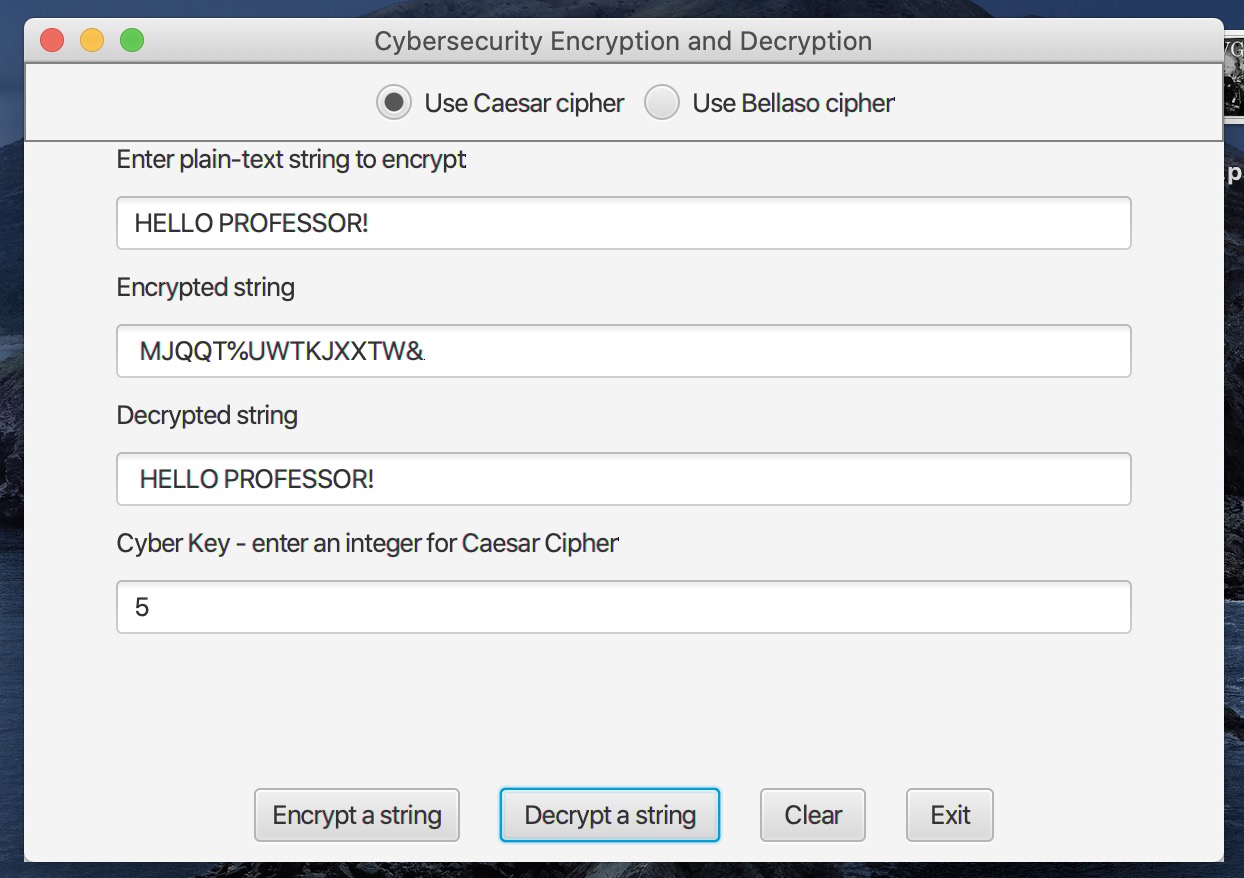 Cybersecurity Encryption and Decryption
Use Caesar cipher Use Bellaso cipher
Enter plain-text string to encrypt
HELLO PROFESSOR!
Encrypted string
MJQQT%UWTKJXXTW&
Decrypted string
HELLO PROFESSOR!
Cyber Key - enter an integer for Caesar Cipher
5
Encrypt a string Decrypt a string Clear Exit